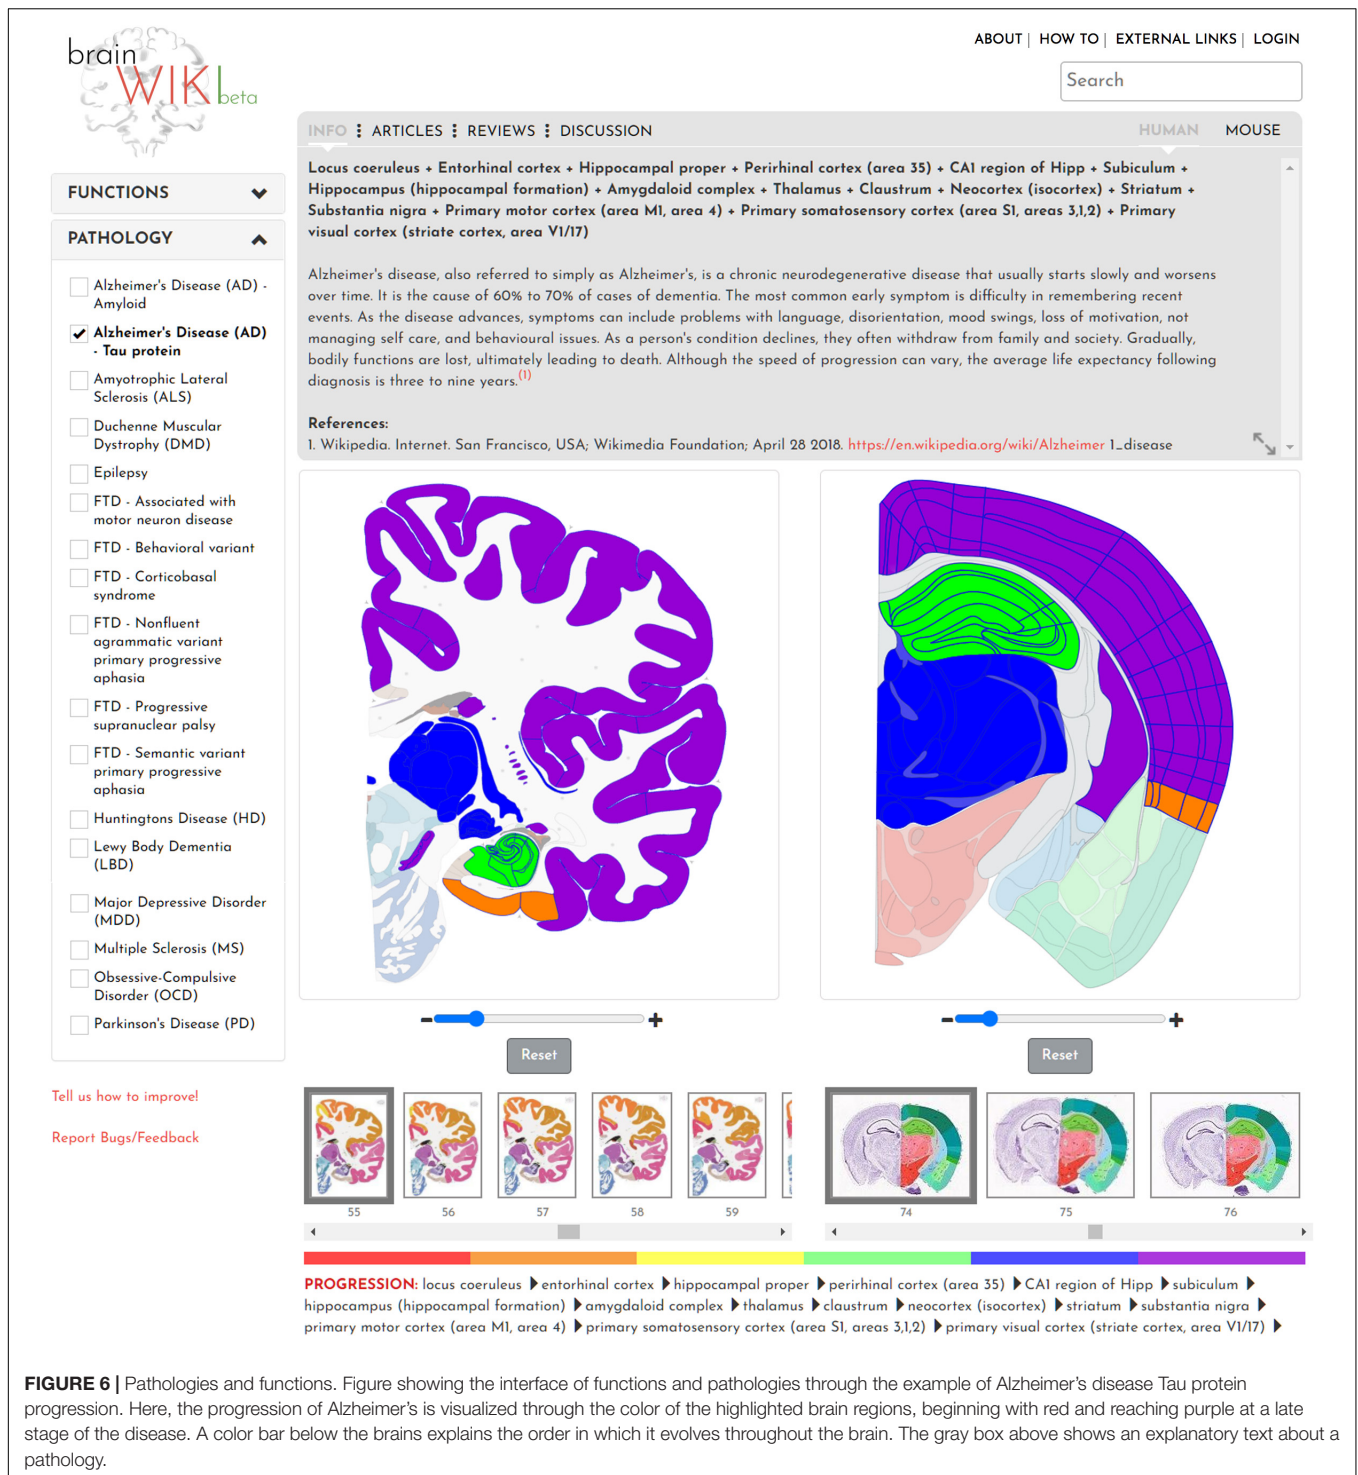 brain
WIKI beta
ABOUT | HOW TO | EXTERNAL LINKS | LOGIN
Search
INFO ⋮ ARTICLES ⋮ REVIEWS ⋮ DISCUSSION
HUMAN MOUSE
Locus coeruleus + Entorhinal cortex + Hippocampal proper + Perirhinal cortex (area 35) + CA1 region of Hipp + Subiculum +
Hippocampus (hippocampal formation) + Amygdaloid complex + Thalamus + Claustrum + Neocortex (isocortex) + Striatum +
Substantia nigra + Primary motor cortex (area M1, area 4) + Primary somatosensory cortex (area S1, areas 3,1,2) + Primary
visual cortex (striate cortex, area V1/17)
Alzheimer's disease, also referred to simply as Alzheimer's, is a chronic neurodegenerative disease that usually starts slowly and worsens
over time. It is the cause of 60% to 70% of cases of dementia. The most common early symptom is difficulty in remembering recent
events. As the disease advances, symptoms can include problems with language, disorientation, mood swings, loss of motivation, not
managing self care, and behavioural issues. As a person's condition declines, they often withdraw from family and society. Gradually,
bodily functions are lost, ultimately leading to death. Although the speed of progression can vary, the average life expectancy following
diagnosis is three to nine years.(1)
References:
1. Wikipedia. Internet. San Francisco, USA; Wikimedia Foundation; April 28 2018. https://en.wikipedia.org/wiki/Alzheimer 1_disease
FUNCTIONS
PATHOLOGY
Alzheimer's Disease (AD) -
Amyloid
Alzheimer's Disease (AD)
- Tau protein
Amyotrophic Lateral
Sclerosis (ALS)
Duchenne Muscular
Dystrophy (DMD)
Epilepsy
FTD - Associated with
motor neuron disease
FTD - Behavioral variant
FTD - Corticobasal
syndrome
FTD - Nonfluent
agrammatic variant
primary progressive
aphasia
FTD - Progressive
supranuclear palsy
FTD - Semantic variant
primary progressive
aphasia
Huntingtons Disease (HD)
Lewy Body Dementia
(LBD)
Major Depressive Disorder
(MDD)
Multiple Sclerosis (MS)
Obsessive-Compulsive
Disorder (OCD)
Parkinson's Disease (PD)
Tell us how to improve!
Report Bugs/Feedback
Reset
Reset
55 56 57 58 59
74 75 76
PROGRESSION: locus coeruleus ▶ entorhinal cortex ▶ hippocampal proper ▶ perirhinal cortex (area 35) ▶ CA1 region of Hipp ▶ subiculum ▶
hippocampus (hippocampal formation) ▶ amygdaloid complex ▶ thalamus ▶ claustrum ▶ neocortex (isocortex) ▶ striatum ▶ substantia nigra ▶
primary motor cortex (area M1, area 4) ▶ primary somatosensory cortex (area S1, areas 3,1,2) ▶ primary visual cortex (striate cortex, area V1/17) ▶
FIGURE 6 | Pathologies and functions. Figure showing the interface of functions and pathologies through the example of Alzheimer's disease Tau protein
progression. Here, the progression of Alzheimer's is visualized through the color of the highlighted brain regions, beginning with red and reaching purple at a late
stage of the disease. A color bar below the brains explains the order in which it evolves throughout the brain. The gray box above shows an explanatory text about a
pathology.